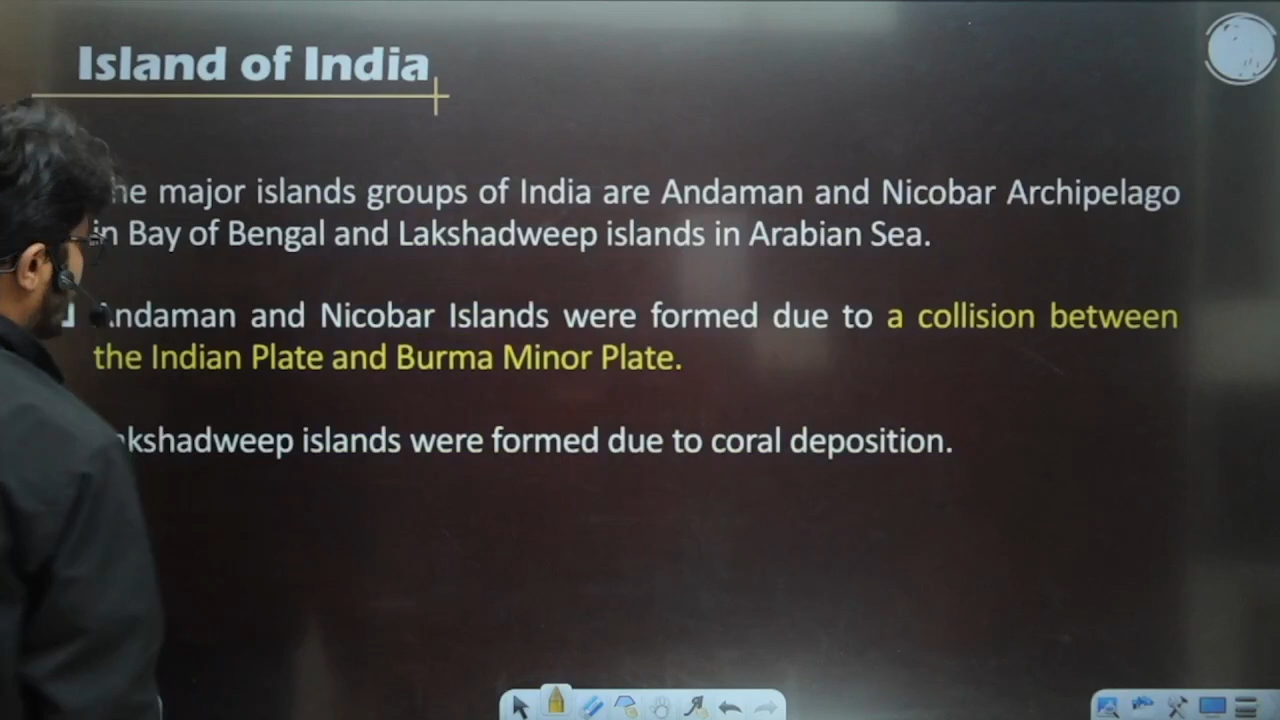 Island of India
he major islands groups of India are Andaman and Nicobar Archipelago
in Bay of Bengal and Lakshadweep islands in Arabian Sea.
Andaman and Nicobar Islands were formed due to a collision between
the Indian Plate and Burma Minor Plate.
akshadweep islands were formed due to coral deposition.